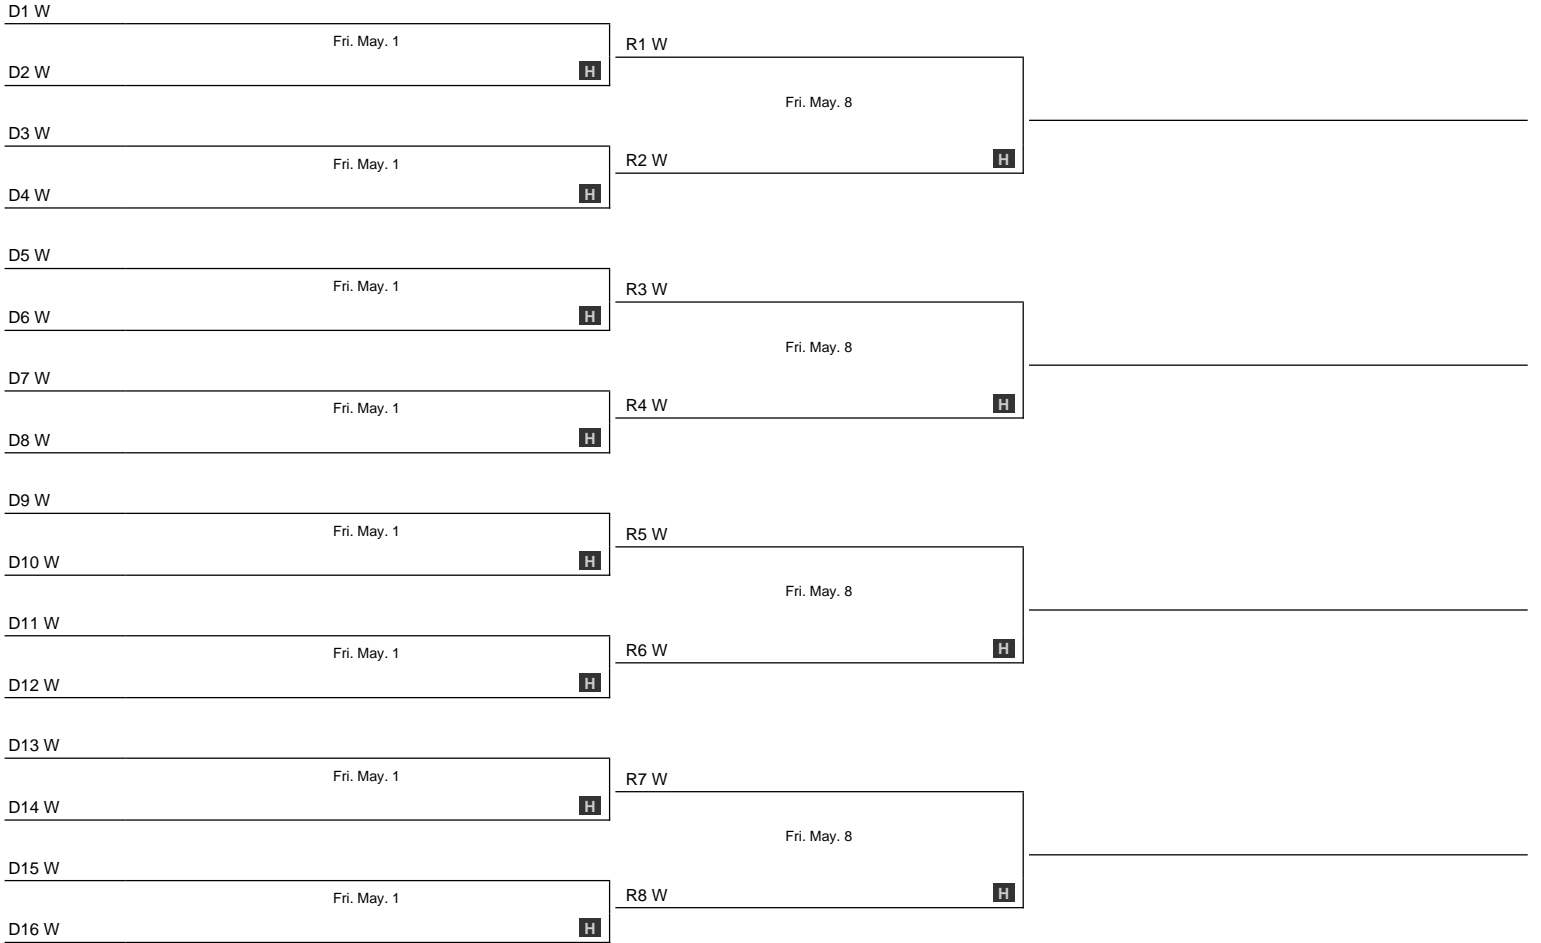 D1 W
Fri. May. 1
D2 W
H
D3 W
Fri. May. 1
D4 W
H
R1 W
Fri. May. 8
R2 W
H
D5 W
Fri. May. 1
D6 W
H
D7 W
Fri. May. 1
D8 W
H
R3 W
Fri. May. 8
R4 W
H
D9 W
Fri. May. 1
D10 W
H
D11 W
Fri. May. 1
D12 W
H
R5 W
Fri. May. 8
R6 W
H
D13 W
Fri. May. 1
D14 W
H
D15 W
Fri. May. 1
D16 W
H
R7 W
Fri. May. 8
R8 W
H